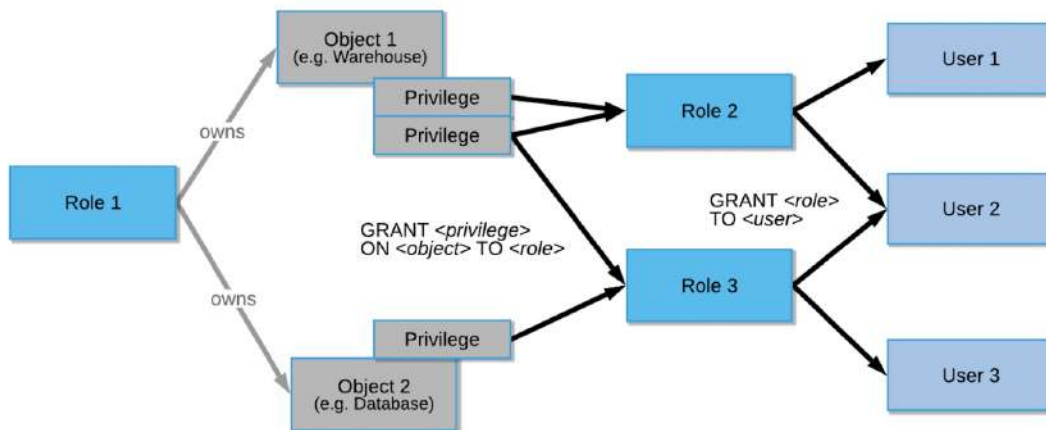 Object 1
(e.g. Warehouse)
Privilege
Privilege
owns
Role 1
owns
GRANT <privilege>
ON <object> TO <role>
Privilege
Object 2
(e.g. Database)
Role 2
GRANT <role>
TO <user>
Role 3
User 1
User 2
User 3